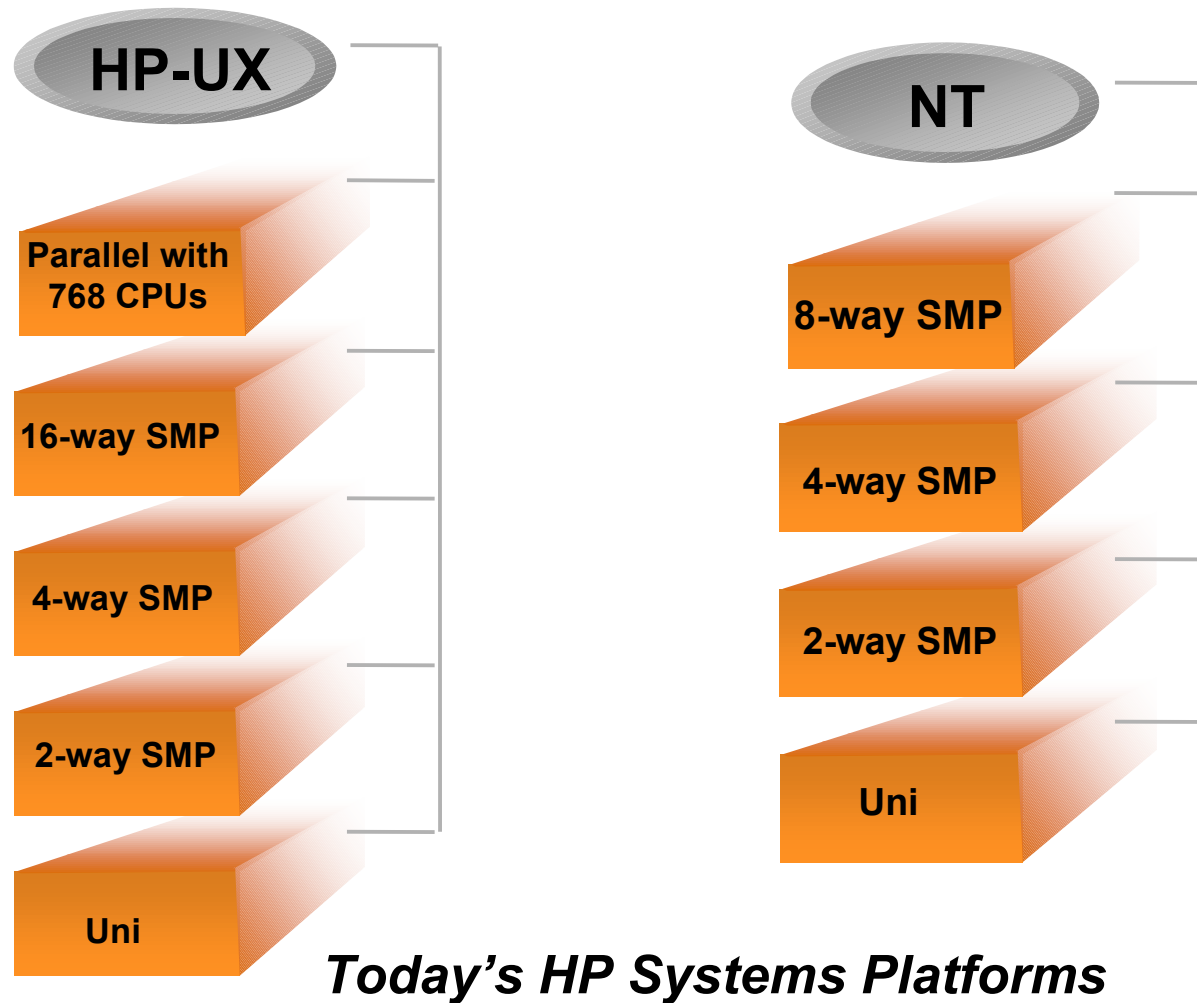 HP-UX
Parallel with
768 CPUs
16-way SMP
4-way SMP
2-way SMP
Uni
NT
8-way SMP
4-way SMP
2-way SMP
Uni
Today’s HP Systems Platforms